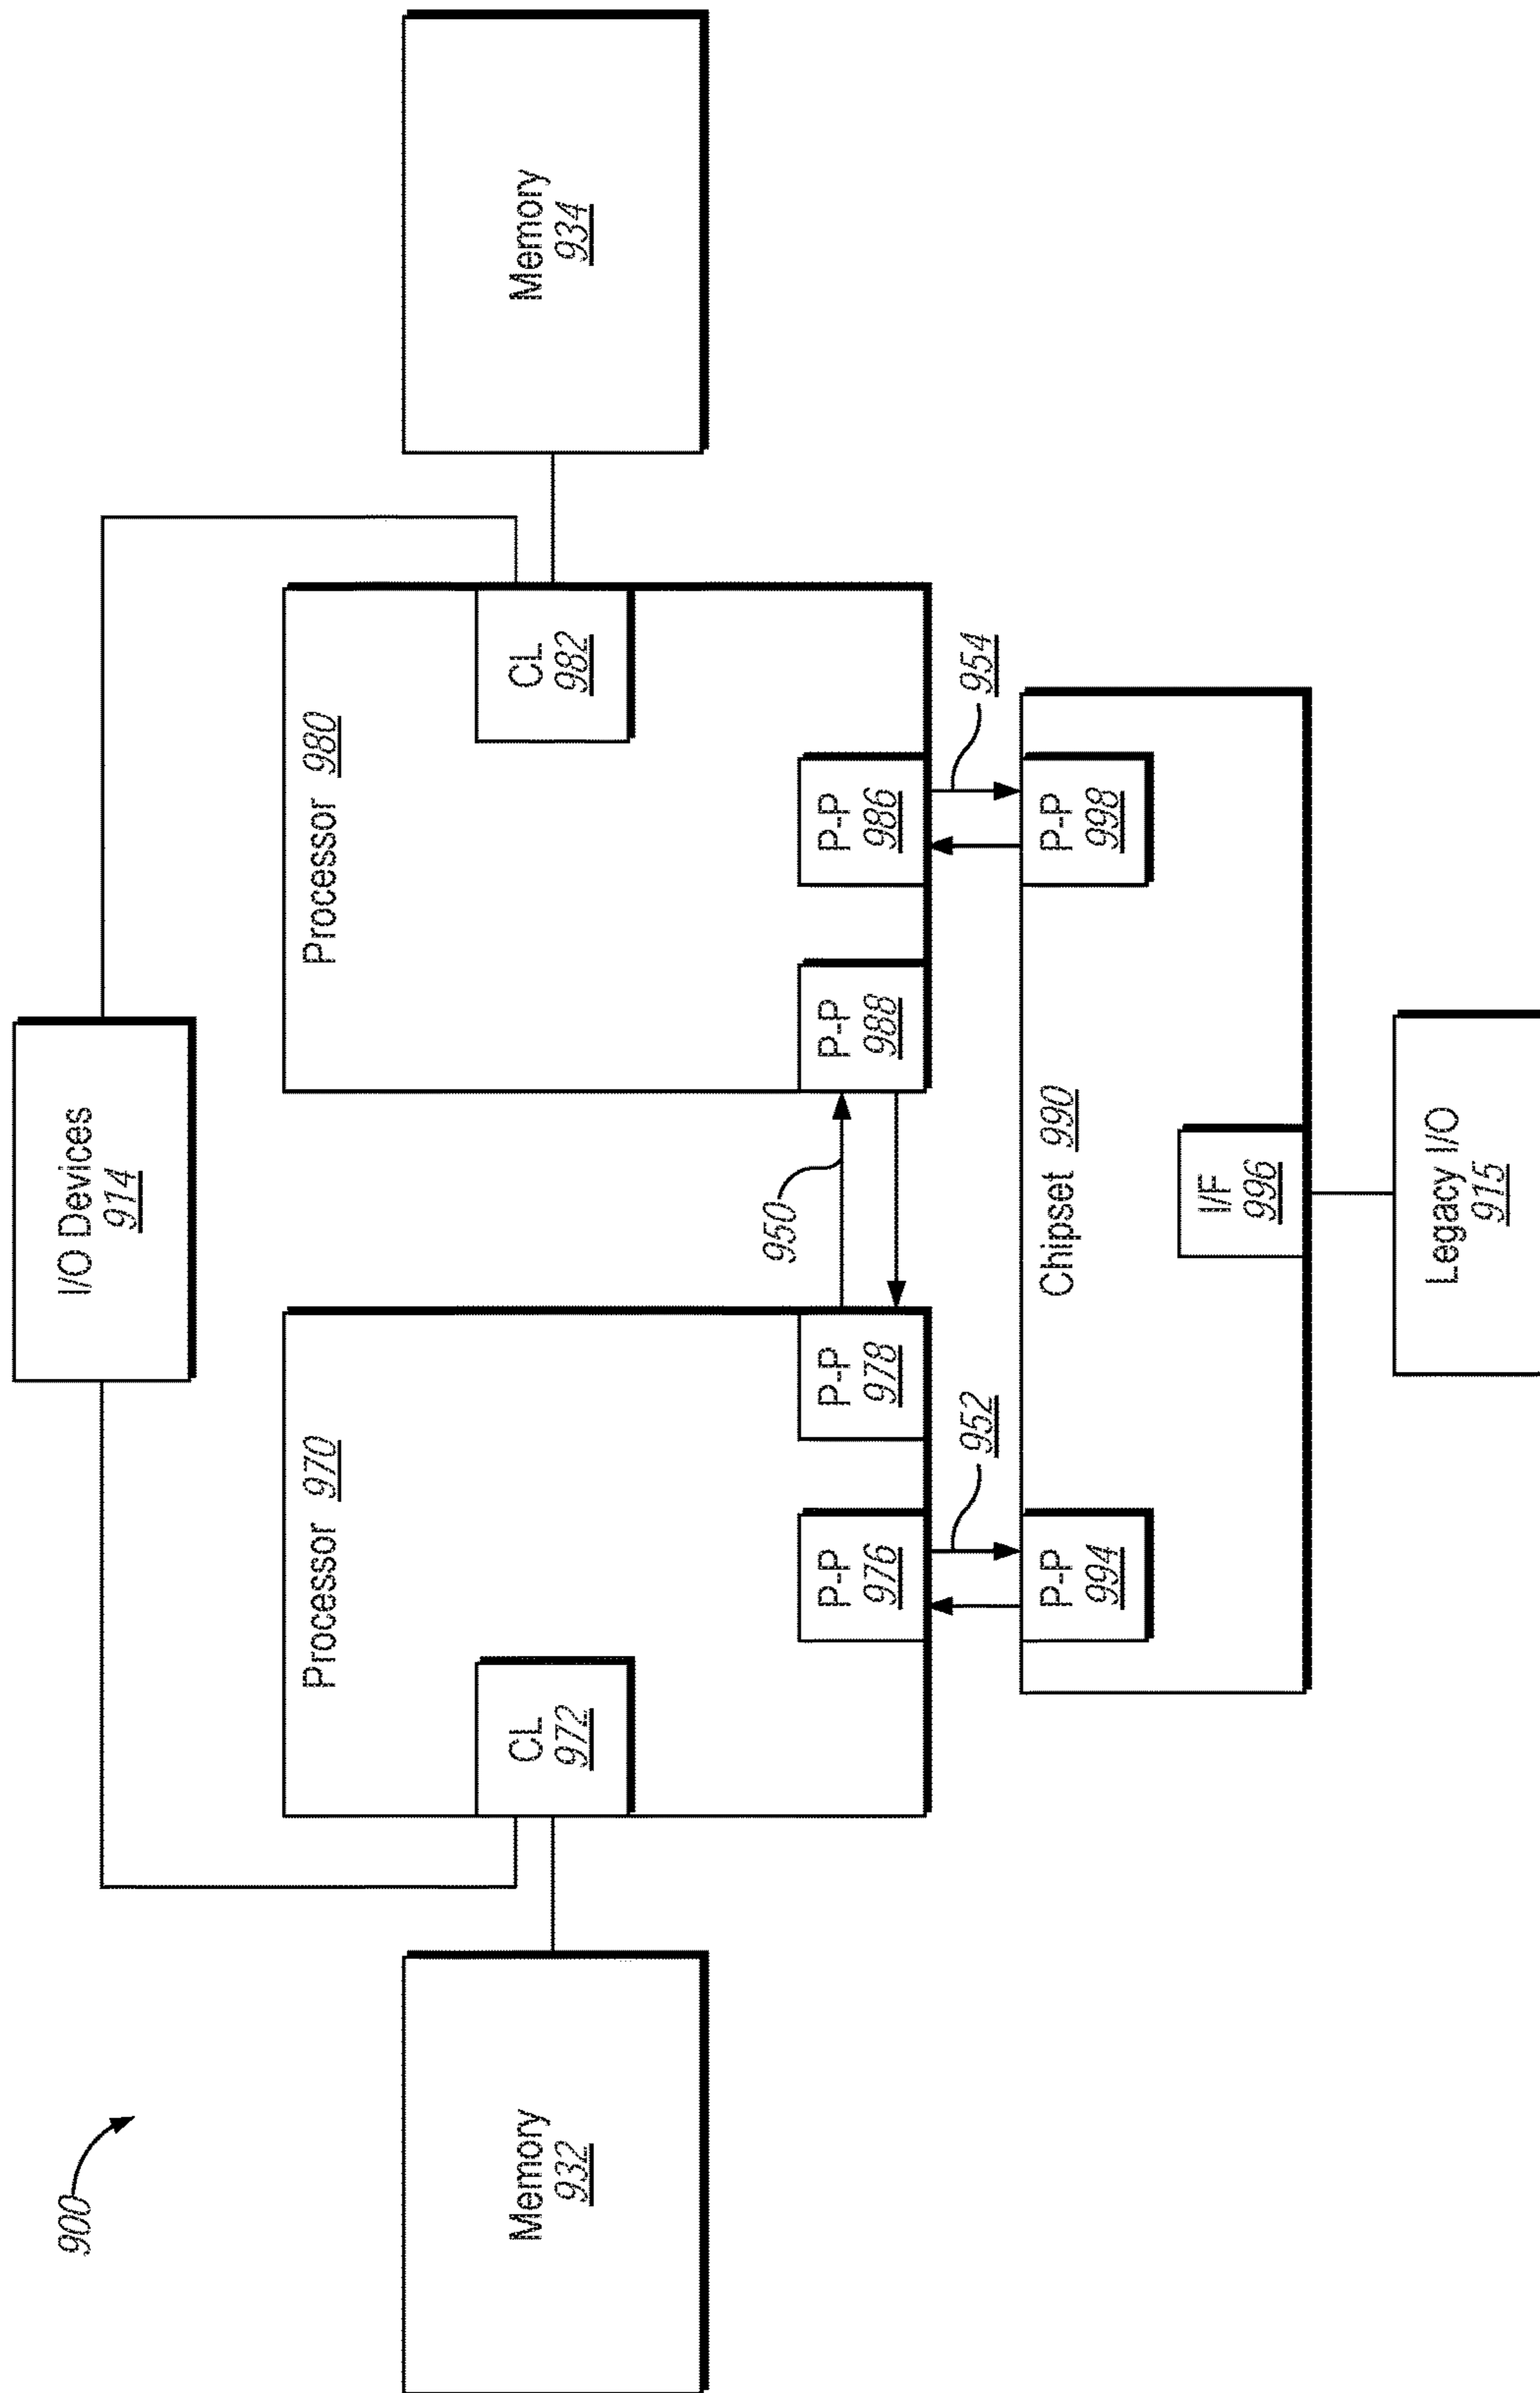 900
I/O Devices
914
Memory
932
Processor 970
CL
972
P-P
976
P-P
978
Processor 980
CL
982
P-P
988
P-P
986
Memory
934
950
952
954
Chipset 990
P-P
994
P-P
998
I/F
996
Legacy I/O
915